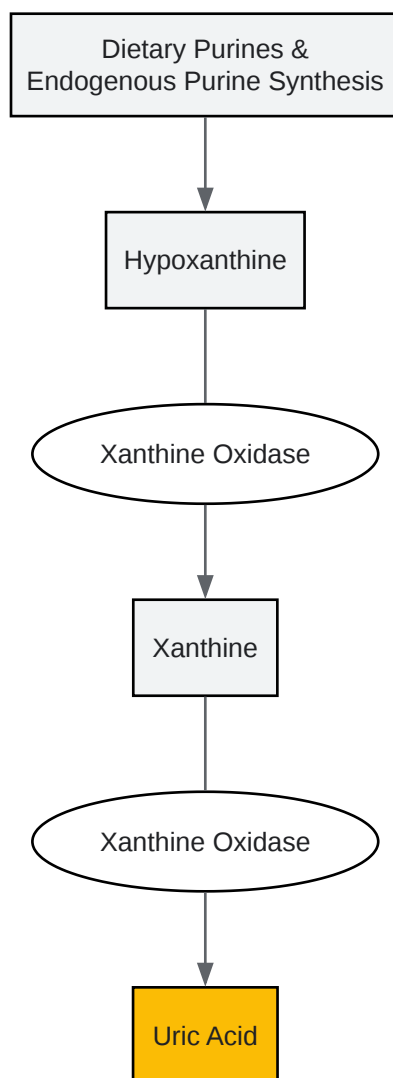 Dietary Purines &
Endogenous Purine Synthesis
Hypoxanthine
Xanthine Oxidase
Xanthine
Xanthine Oxidase
Uric Acid